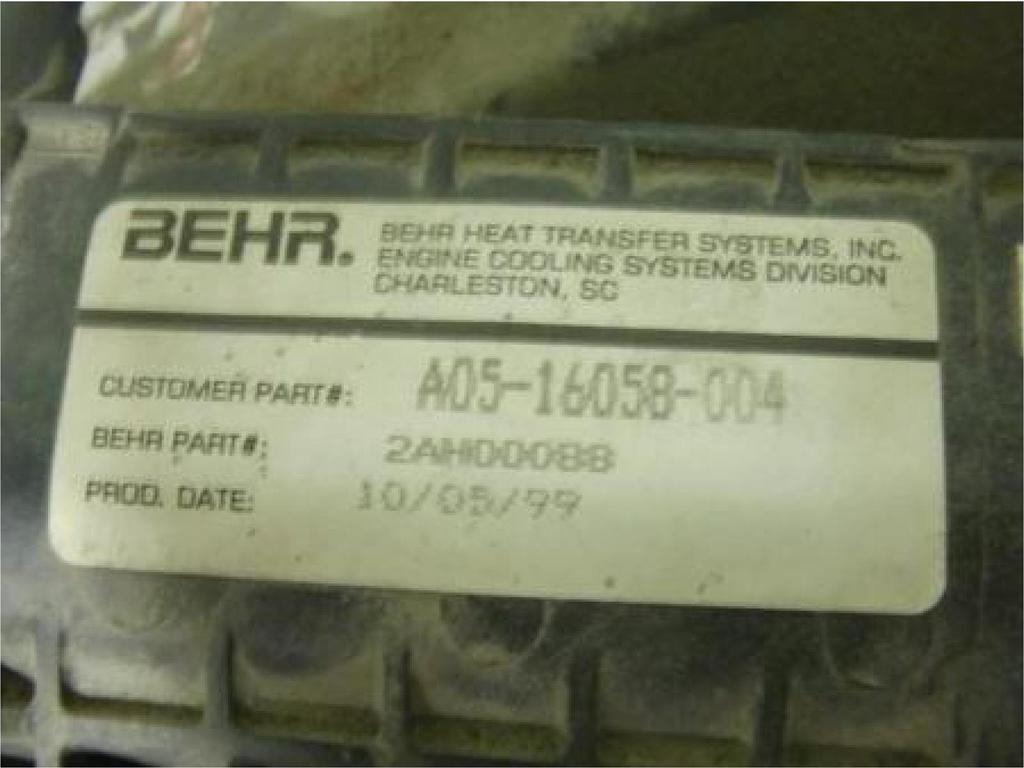 BEHR. BEHR HEAT TRANSFER SYSTEMS, INC.
ENGINE COOLING SYSTEMS DIVISION
CHARLESTON, SC
CUSTOMER PART#: A05-16058-004
BEHR PART#: 2AH00088
PROD. DATE: 10/05/99